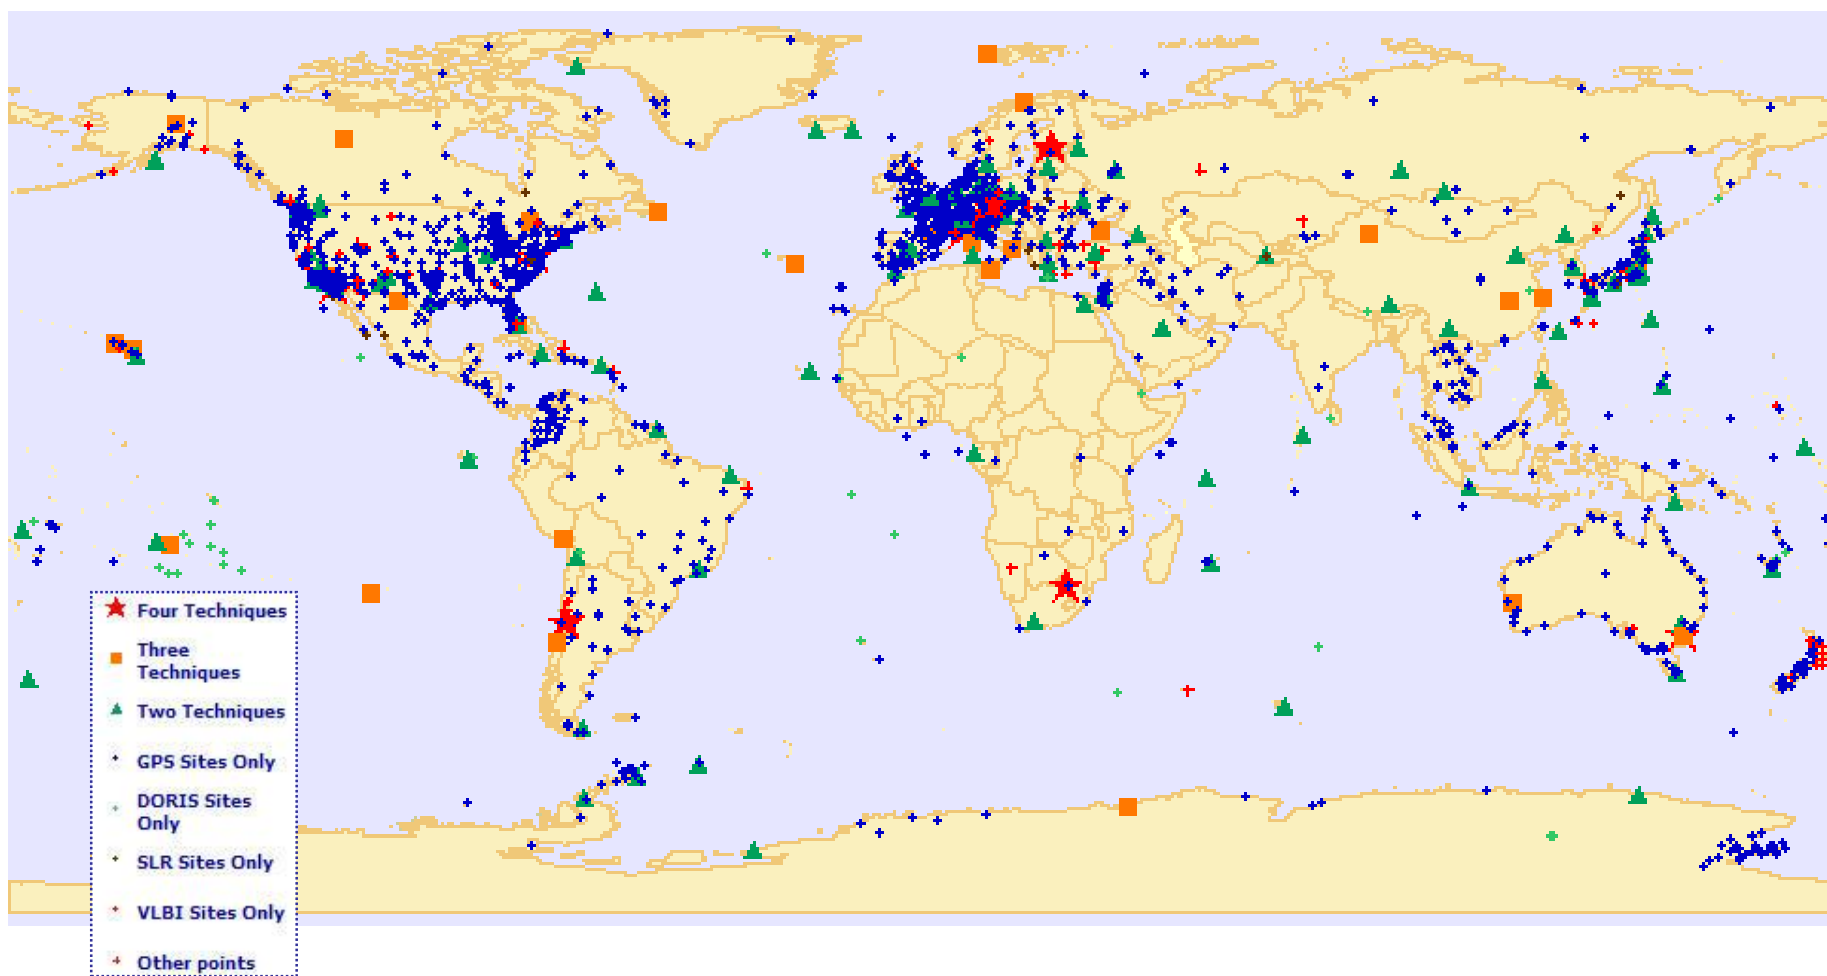 Four Techniques
Three
Techniques
Two Techniques
GPS Sites Only
DORIS Sites
Only
SLR Sites Only
VLBI Sites Only
Other points